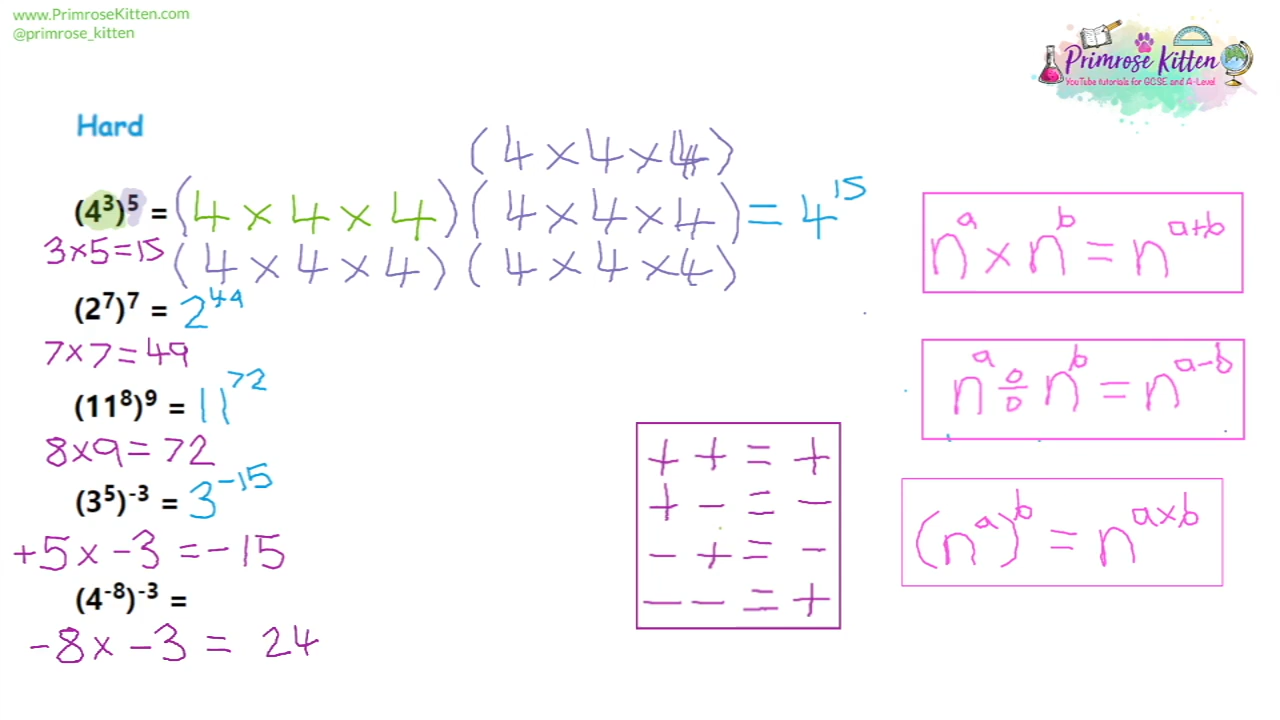 www.PrimroseKitten.com
@primrose_kitten
Primrose Kitten
YouTube tutorials for GCSE and A-Level
Hard
(4 × 4 × 4)
(4³)⁵ = (4 × 4 × 4) (4 × 4 × 4) = 4¹⁵
3 × 5 = 15 (4 × 4 × 4) (4 × 4 × 4)
(2⁷)⁷ = 2⁴⁹
7 × 7 = 49
(11⁸)⁹ = 11⁷²
8 × 9 = 72
(3⁵)⁻³ = 3⁻¹⁵
+5 × -3 = -15
(4⁻⁸)⁻³ =
-8 × -3 = 24
+ + = +
+ - = -
- + = -
- - = +
nᵃ × nᵇ = nᵃ⁺ᵇ
nᵃ ÷ nᵇ = nᵃ⁻ᵇ
(nᵃ)ᵇ = nᵃˣᵇ